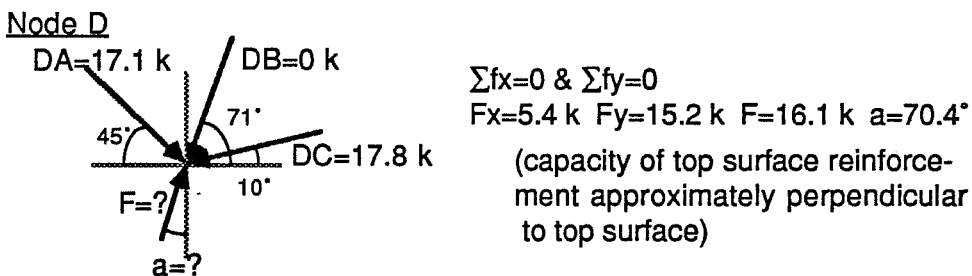 Node D
DA=17.1 k
DB=0 k
45°
71°
DC=17.8 k
10°
F=?
a=?
∑fx=0 & ∑fy=0
Fx=5.4 k Fy=15.2 k F=16.1 k a=70.4°
(capacity of top surface reinforce-
ment approximately perpendicular
to top surface)